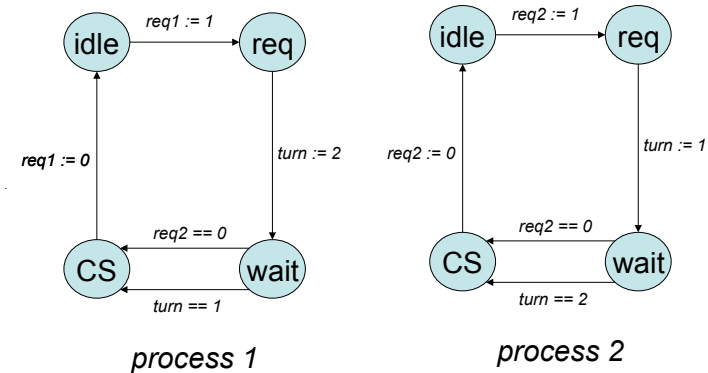 req1 := 1
idle
req
req1 := 0
turn := 2
req2 == 0
CS
wait
turn == 1
process 1
req2 := 1
idle
req
req2 := 0
turn := 1
req2 == 0
CS
wait
turn == 2
process 2